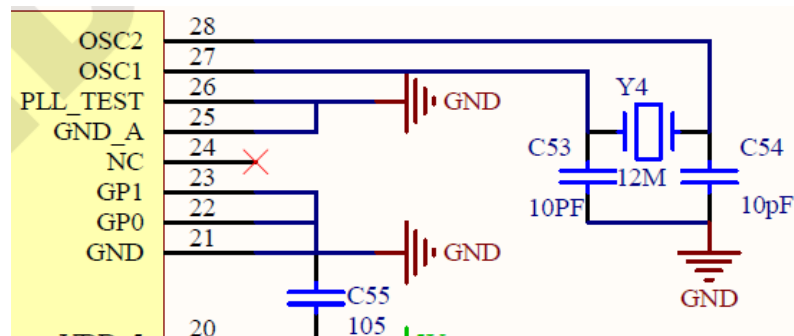 OSC2 28
OSC1 27
PLL_TEST 26
GND_A 25
NC 24
GP1 23
GP0 22
GND 21
20
GND
GND
C55
105
Y4
12M
C53
10PF
C54
10pF
GND